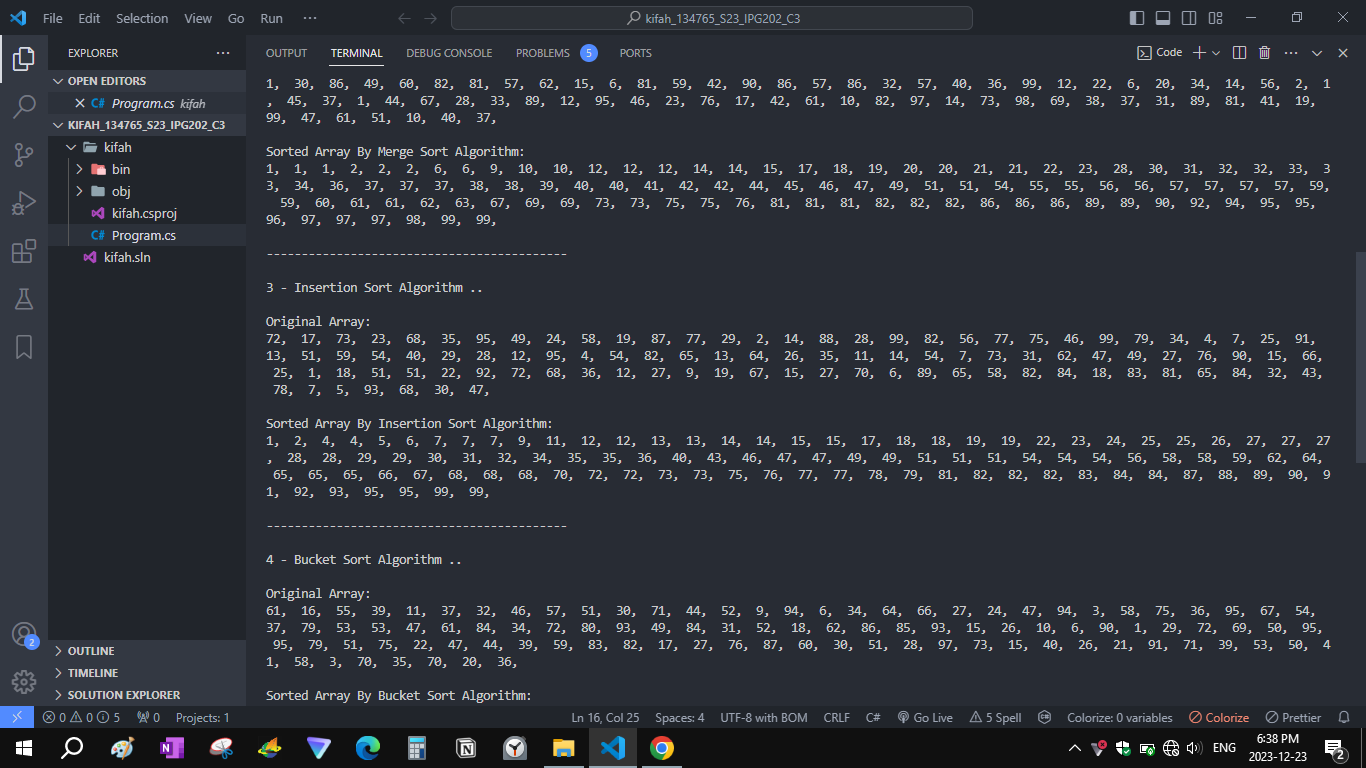 File Edit Selection View Go Run ··· kifah_134765_S23_IPG202_C3
EXPLORER ···
OPEN EDITORS
Program.cs kifah
KIFAH_134765_S23_IPG202_C3
kifah
bin
obj
kifah.csproj
C# Program.cs
kifah.sln
OUTLINE
TIMELINE
SOLUTION EXPLORER
2
OUTPUT TERMINAL DEBUG CONSOLE PROBLEMS 5 PORTS Code
1, 30, 86, 49, 60, 82, 81, 57, 62, 15, 6, 81, 59, 42, 90, 86, 57, 86, 32, 57, 40, 36, 99, 12, 22, 6, 20, 34, 14, 56, 2, 1
, 45, 37, 1, 44, 67, 28, 33, 89, 12, 95, 46, 23, 76, 17, 42, 61, 10, 82, 97, 14, 73, 98, 69, 38, 37, 31, 89, 81, 41, 19,
99, 47, 61, 51, 10, 40, 37,
Sorted Array By Merge Sort Algorithm:
1, 1, 1, 2, 2, 2, 6, 6, 9, 10, 10, 12, 12, 12, 14, 14, 15, 17, 18, 19, 20, 20, 21, 21, 22, 23, 28, 30, 31, 32, 32, 33, 3
3, 34, 36, 37, 37, 37, 38, 38, 39, 40, 40, 41, 42, 42, 44, 45, 46, 47, 49, 51, 51, 54, 55, 55, 56, 56, 57, 57, 57, 57, 59,
59, 60, 61, 61, 62, 63, 67, 69, 69, 73, 73, 75, 75, 76, 81, 81, 81, 82, 82, 82, 86, 86, 86, 89, 89, 90, 92, 94, 95, 95,
96, 97, 97, 97, 98, 99, 99,
-------------------------------------------
3 - Insertion Sort Algorithm ..
Original Array:
72, 17, 73, 23, 68, 35, 95, 49, 24, 58, 19, 87, 77, 29, 2, 14, 88, 28, 99, 82, 56, 77, 75, 46, 99, 79, 34, 4, 7, 25, 91,
13, 51, 59, 54, 40, 29, 28, 12, 95, 4, 54, 82, 65, 13, 64, 26, 35, 11, 14, 54, 7, 73, 31, 62, 47, 49, 27, 76, 90, 15, 66,
25, 1, 18, 51, 51, 22, 92, 72, 68, 36, 12, 27, 9, 19, 67, 15, 27, 70, 6, 89, 65, 58, 82, 84, 18, 83, 81, 65, 84, 32, 43,
78, 7, 5, 93, 68, 30, 47,
Sorted Array By Insertion Sort Algorithm:
1, 2, 4, 4, 5, 6, 7, 7, 7, 9, 11, 12, 12, 13, 13, 14, 14, 15, 15, 17, 18, 18, 19, 19, 22, 23, 24, 25, 25, 26, 27, 27, 27
, 28, 28, 29, 29, 30, 31, 32, 34, 35, 35, 36, 40, 43, 46, 47, 47, 49, 49, 51, 51, 51, 54, 54, 54, 56, 58, 58, 59, 62, 64,
65, 65, 65, 66, 67, 68, 68, 68, 70, 72, 72, 73, 73, 75, 76, 77, 77, 78, 79, 81, 82, 82, 82, 83, 84, 84, 87, 88, 89, 90, 9
1, 92, 93, 95, 95, 99, 99,
-------------------------------------------
4 - Bucket Sort Algorithm ..
Original Array:
61, 16, 55, 39, 11, 37, 32, 46, 57, 51, 30, 71, 44, 52, 9, 94, 6, 34, 64, 66, 27, 24, 47, 94, 3, 58, 75, 36, 95, 67, 54,
37, 79, 53, 53, 47, 61, 84, 34, 72, 80, 93, 49, 84, 31, 52, 18, 62, 86, 85, 93, 15, 26, 10, 6, 90, 1, 29, 72, 69, 50, 95,
95, 79, 51, 75, 22, 47, 44, 39, 59, 83, 82, 17, 27, 76, 87, 60, 30, 51, 28, 97, 73, 15, 40, 26, 21, 91, 71, 39, 53, 50, 4
1, 58, 3, 70, 35, 70, 20, 36,
Sorted Array By Bucket Sort Algorithm:
0 0 5 0 Projects: 1 Ln 16, Col 25 Spaces: 4 UTF-8 with BOM CRLF C# Go Live 5 Spell Colorize: 0 variables Colorize Prettier
ENG 6:38 PM
2023-12-23
2